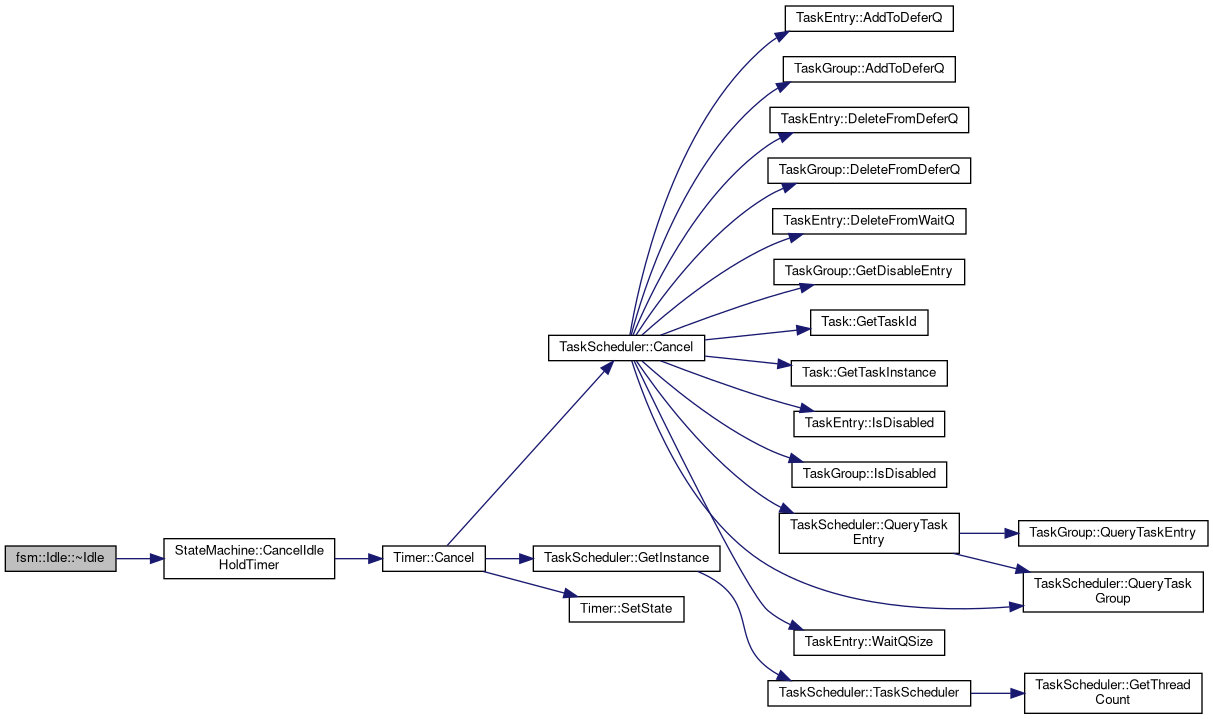 TaskEntry::AddToDeferQ
TaskGroup::AddToDeferQ
TaskEntry::DeleteFromDeferQ
TaskGroup::DeleteFromDeferQ
TaskEntry::DeleteFromWaitQ
TaskGroup::GetDisableEntry
Task::GetTaskId
TaskScheduler::Cancel
Task::GetTaskInstance
TaskEntry::IsDisabled
TaskGroup::IsDisabled
TaskScheduler::QueryTask
Entry
TaskGroup::QueryTaskEntry
fsm::Idle::~Idle
StateMachine::CancelIdle
HoldTimer
Timer::Cancel
TaskScheduler::GetInstance
TaskScheduler::QueryTask
Group
Timer::SetState
TaskEntry::WaitQSize
TaskScheduler::TaskScheduler
TaskScheduler::GetThread
Count